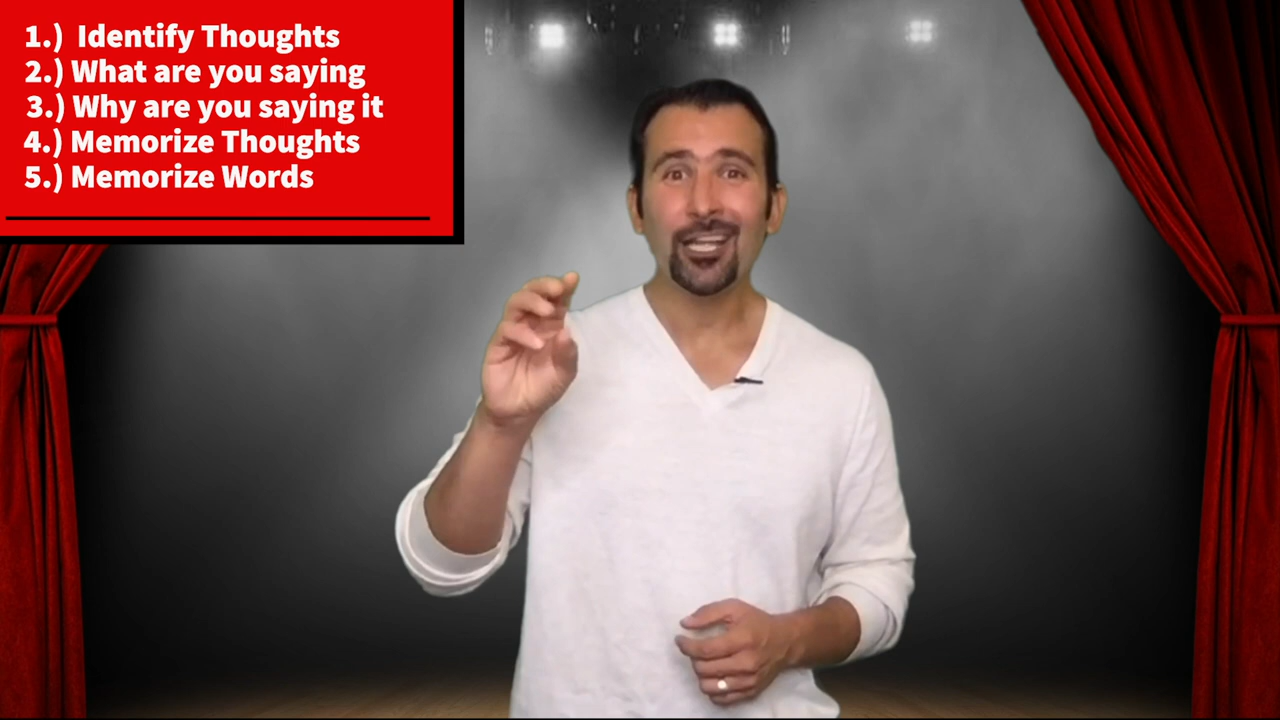 1.) Identify Thoughts
2.) What are you saying
3.) Why are you saying it
4.) Memorize Thoughts
5.) Memorize Words